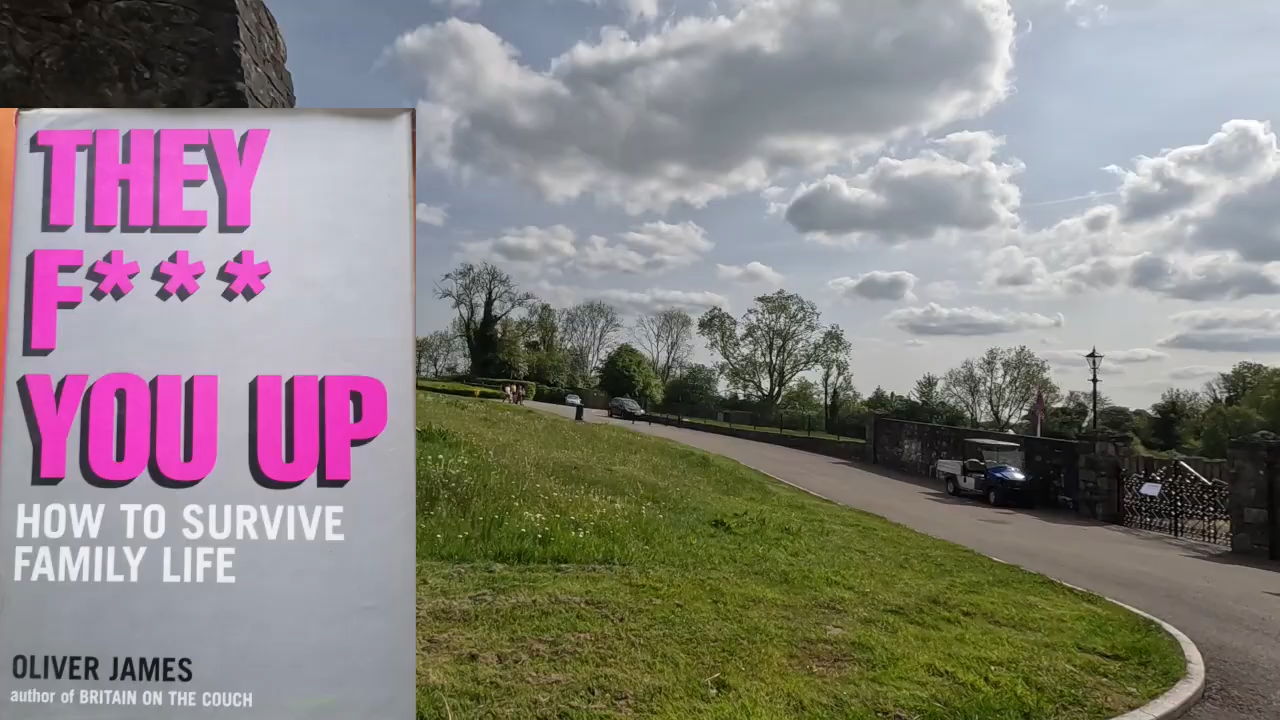 THEY
F***
YOU UP
HOW TO SURVIVE
FAMILY LIFE
OLIVER JAMES
author of BRITAIN ON THE COUCH